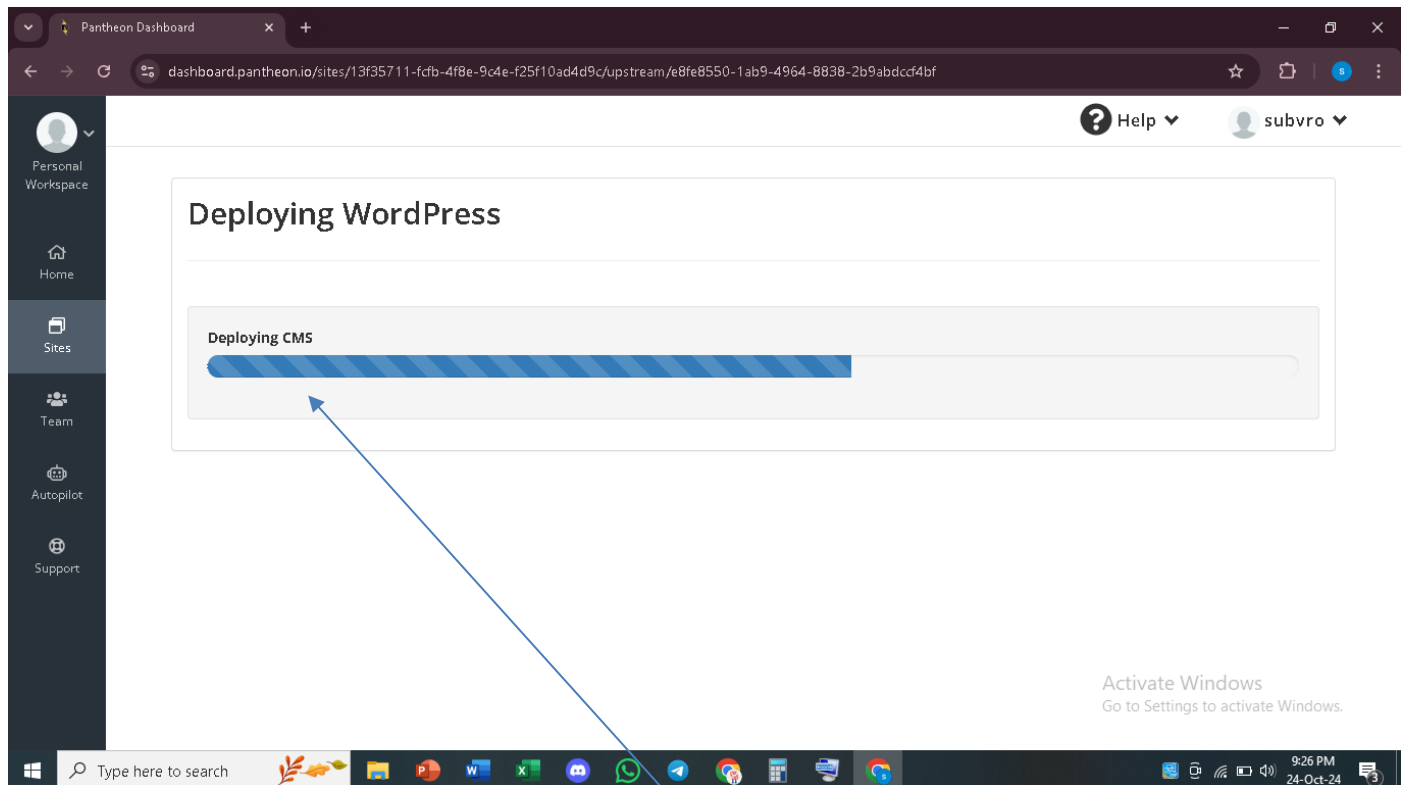 Pantheon Dashboard
dashboard.pantheon.io/sites/13f35711-fcfb-4f8e-9c4e-f25f10ad4d9c/upstream/e8fe8550-1ab9-4964-8838-2b9abdccf4bf
S
? Help
subvro
Personal
Workspace
Deploying WordPress
Home
Deploying CMS
Sites
Team
Autopilot
Support
Activate Windows
Go to Settings to activate Windows.
Type here to search
9:26 PM
24-Oct-24
3